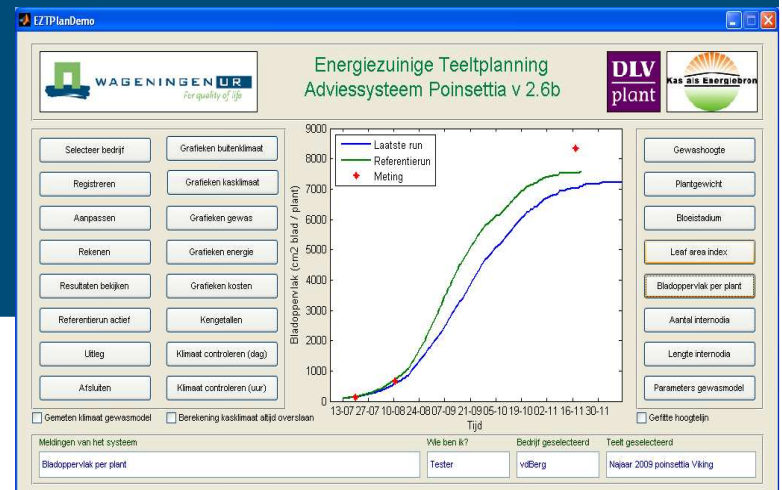 EZTPlanDemo
WAGENINGEN UR
For quality of life
Energiezuinige Teeltplanning
Adviessysteem Poinsettia v 2.6b
DLV
plant
Kas als Energiebron
Selecteer bedrijf
Registreren
Aanpassen
Rekenen
Resultaten bekijken
Referentierun actief
Uitleg
Afsluiten
Grafieken buitenklimaat
Grafieken kasklimaat
Grafieken gewas
Grafieken energie
Grafieken kosten
Kengetallen
Klimaat controleren (dag)
Klimaat controleren (uur)
Gemeten klimaat gewasmodel
Berekening kasklimaat altijd overslaan
Bladoppervlak (cm2 blad / plant)
9000
8000
7000
6000
5000
4000
3000
2000
1000
0
Laatste run
Referentierun
Meting
13-07 27-07 10-08 24-08 07-09 21-09 05-10 19-10 02-11 16-11 30-11
Tijd
Gewashoogte
Plantgewicht
Bloeistadium
Leaf area index
Bladoppervlak per plant
Aantal internodia
Lengte internodia
Parameters gewasmodel
Gefitte hoogtelijn
Meldingen van het systeem
Bladoppervlak per plant
Wie ben ik?
Tester
Bedrijf geselecteerd
vdBerg
Teelt geselecteerd
Najaar 2009 poinsettia Viking